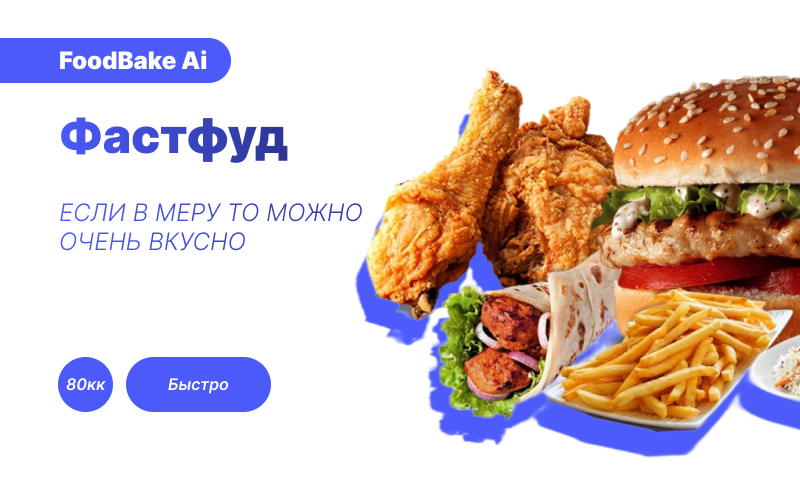 FoodBake Ai
Фастфуд
ЕСЛИ В МЕРУ ТО МОЖНО
ОЧЕНЬ ВКУСНО
80кк
Быстро